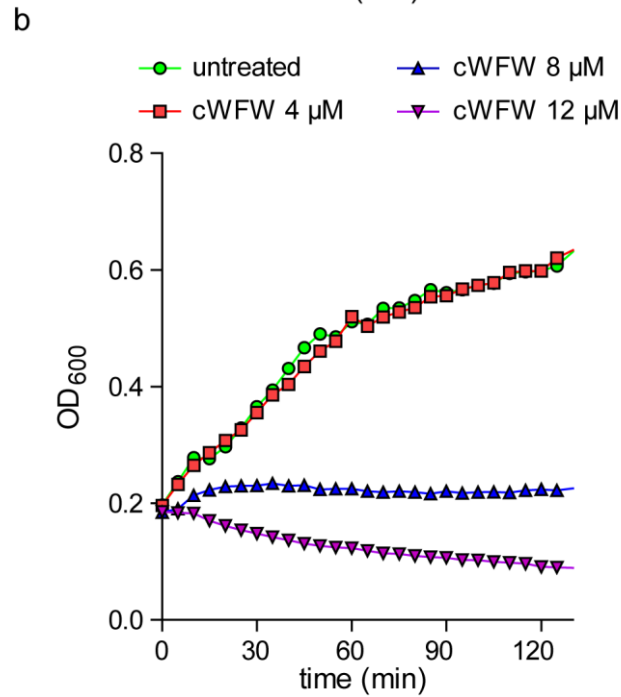 b
untreated
cWFW 8 μM
cWFW 4 μM
cWFW 12 μM
0.8
0.6
0.4
0.2
0.0
OD600
0 30 60 90 120
time (min)